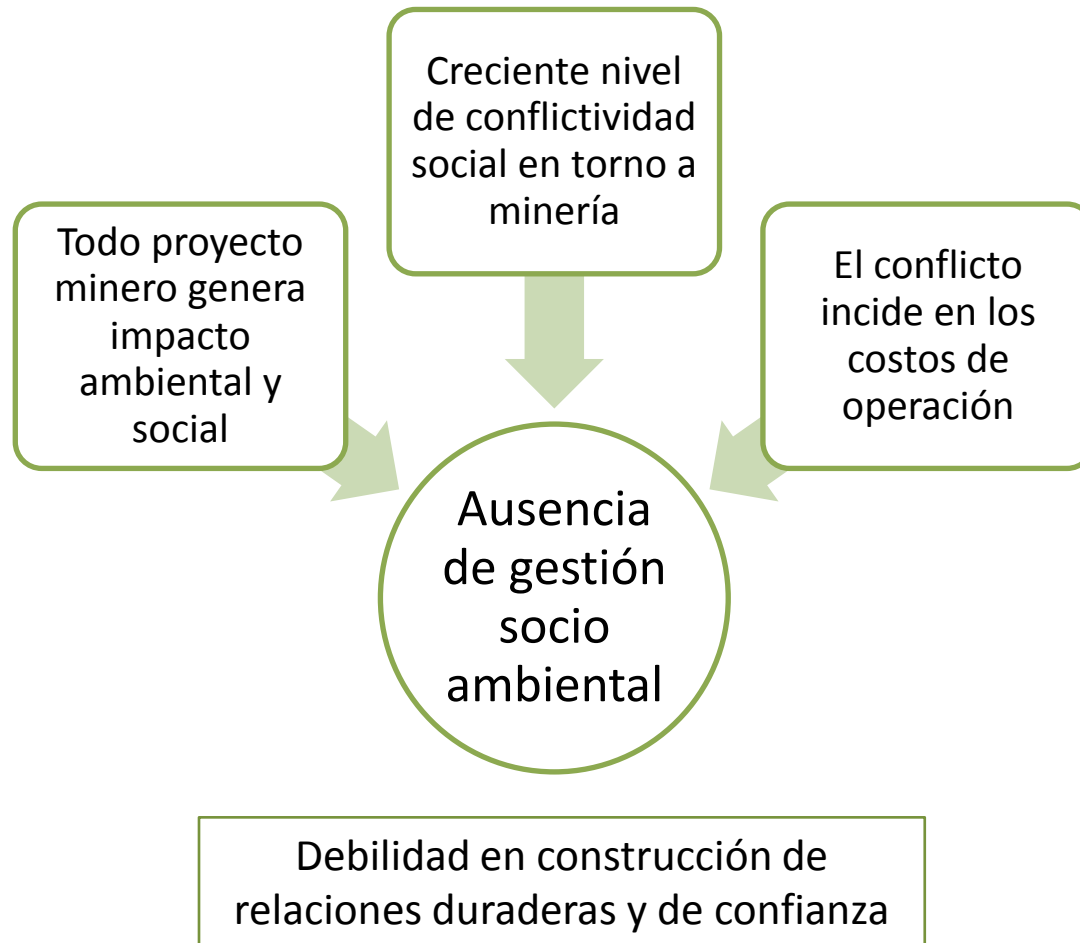 Creciente nivel
de conflictividad
social en torno a
minería
Todo proyecto
minero genera
impacto
ambiental y
social
El conflicto
incide en los
costos de
operación
Ausencia
de gestión
socio
ambiental
Debilidad en construcción de
relaciones duraderas y de confianza